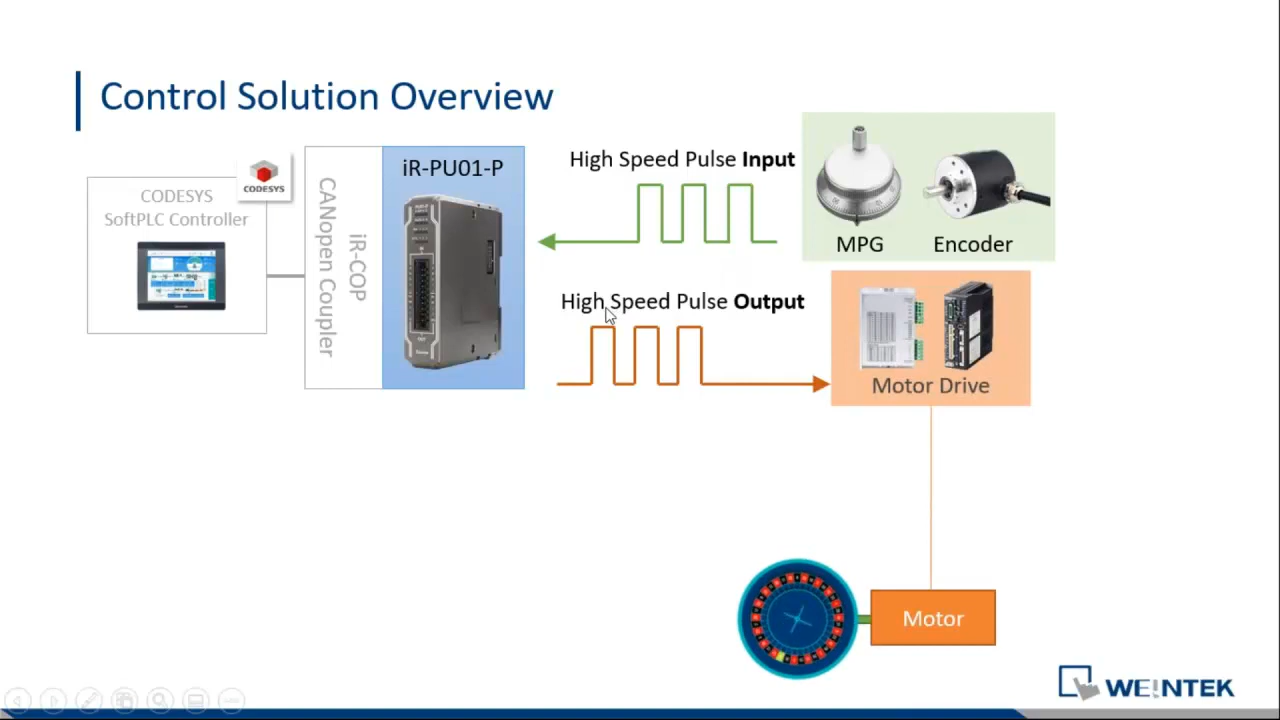 Control Solution Overview
CODESYS
SoftPLC Controller
CODESYS
iR-COP
CANopen Coupler
iR-PU01-P
High Speed Pulse Input
MPG
Encoder
High Speed Pulse Output
Motor Drive
Motor
WEINTEK